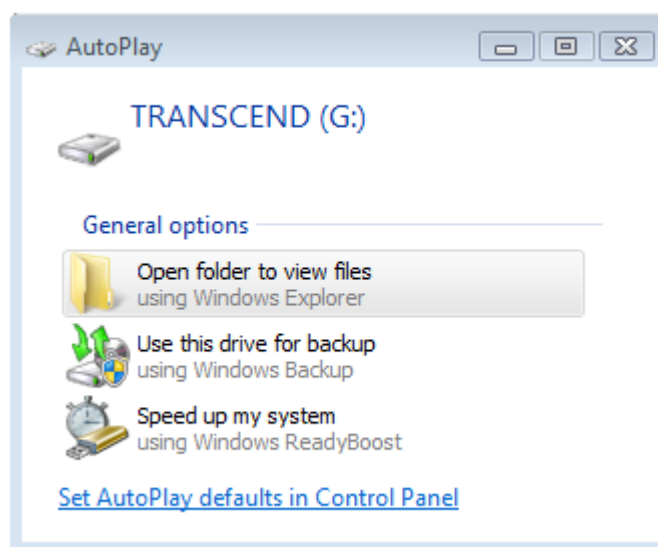 AutoPlay
TRANSCEND (G:)
General options
Open folder to view files
using Windows Explorer
Use this drive for backup
using Windows Backup
Speed up my system
using Windows ReadyBoost
Set AutoPlay defaults in Control Panel